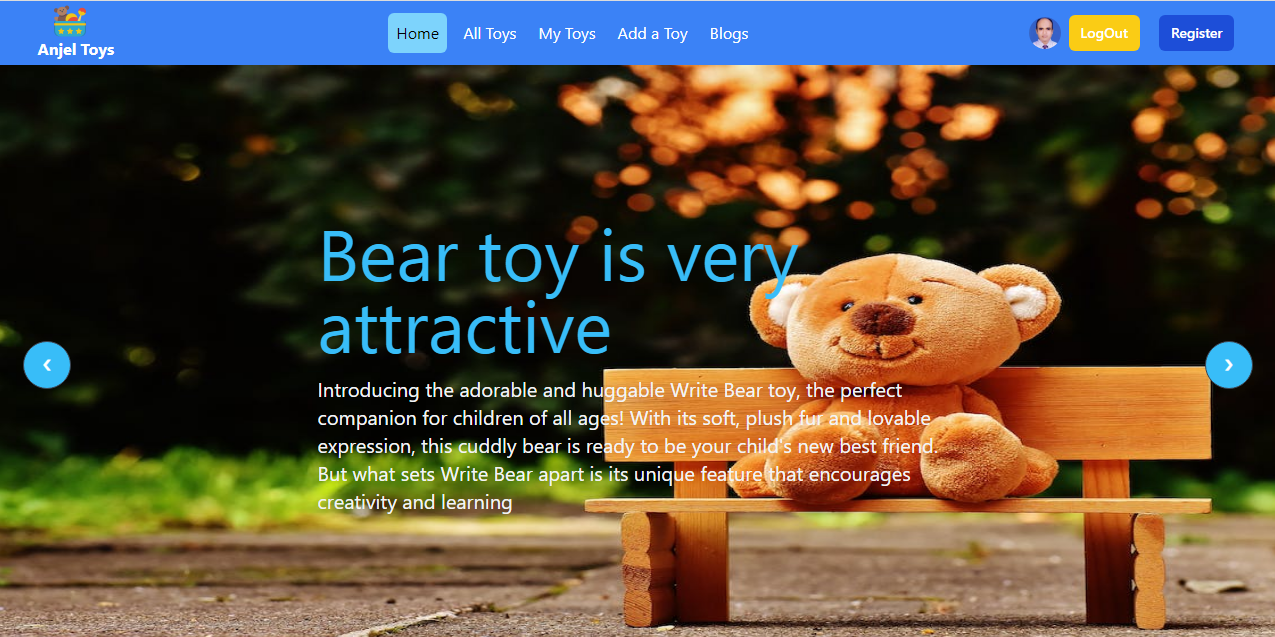 Anjel Toys
Home
All Toys
My Toys
Add a Toy
Blogs
LogOut
Register
Bear toy is very
attractive
Introducing the adorable and huggable Write Bear toy, the perfect
companion for children of all ages! With its soft, plush fur and lovable
expression, this cuddly bear is ready to be your child's new best friend.
But what sets Write Bear apart is its unique feature that encourages
creativity and learning